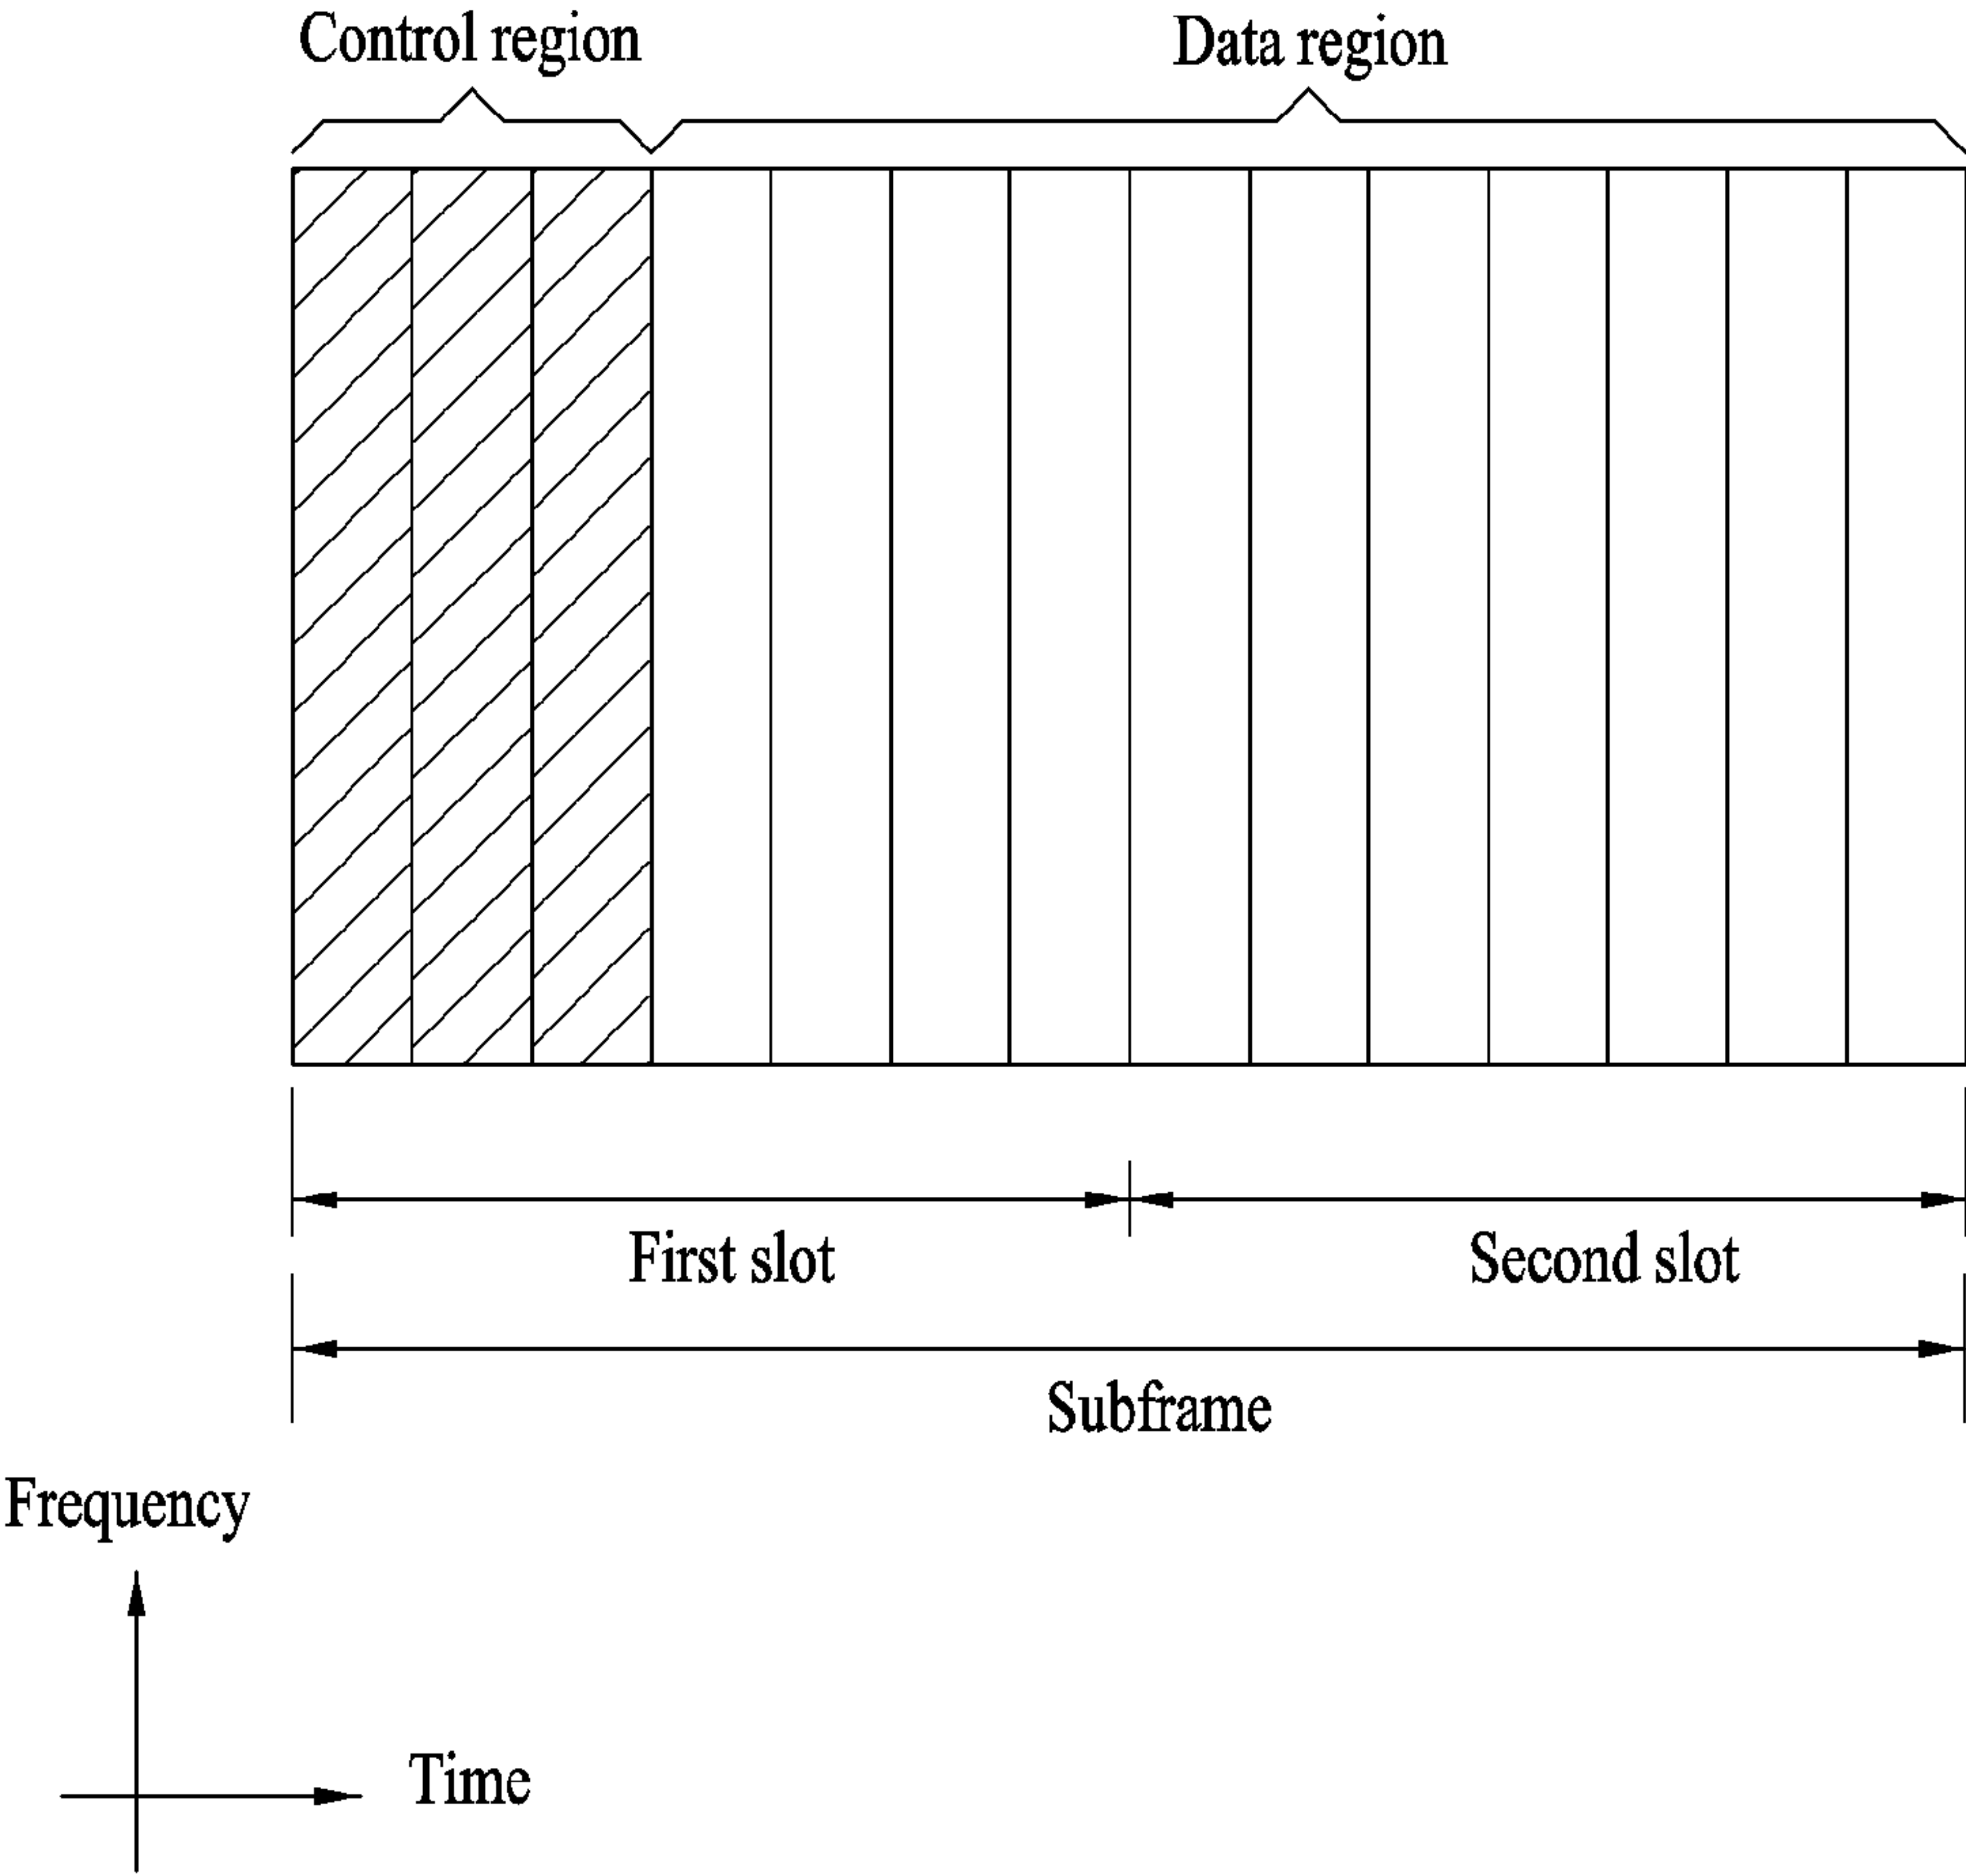 Control region
Data region
First slot
Second slot
Subframe
Frequency
Time